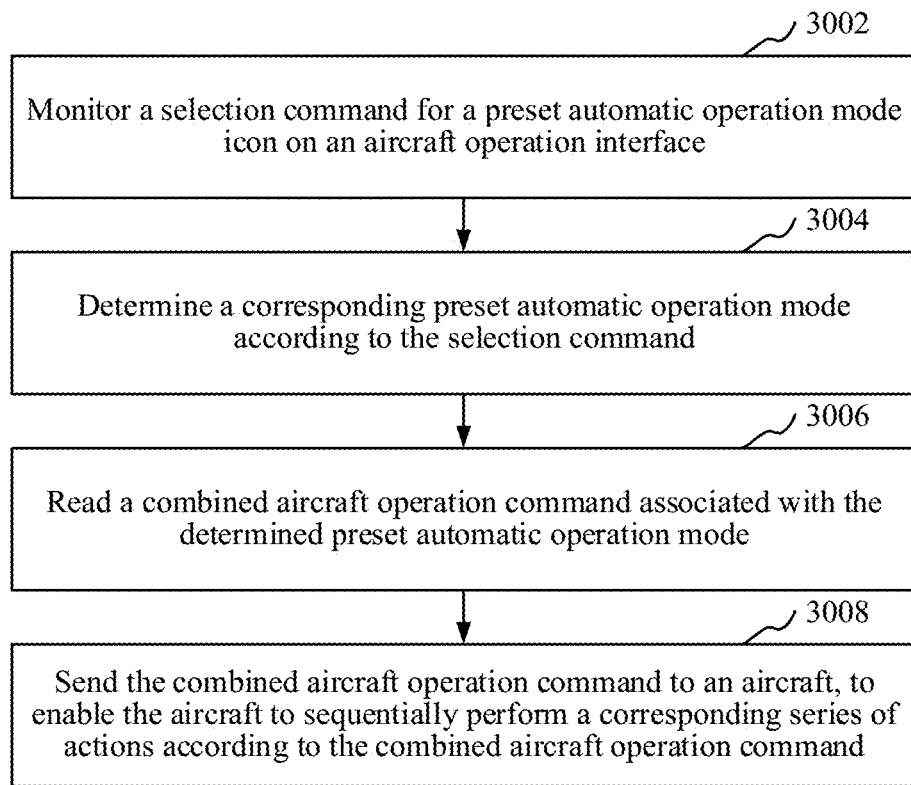 3002
Monitor a selection command for a preset automatic operation mode
icon on an aircraft operation interface
3004
Determine a corresponding preset automatic operation mode
according to the selection command
3006
Read a combined aircraft operation command associated with the
determined preset automatic operation mode
3008
Send the combined aircraft operation command to an aircraft, to
enable the aircraft to sequentially perform a corresponding series of
actions according to the combined aircraft operation command